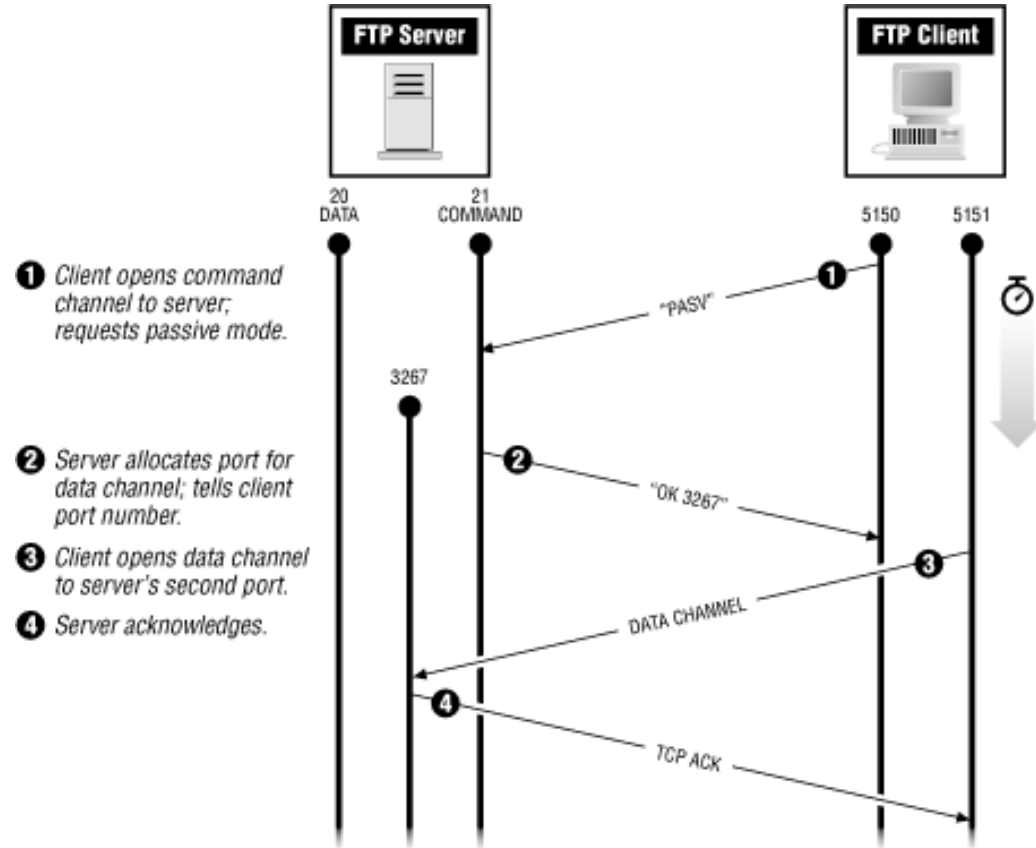 FTP Server
FTP Client
20
DATA
21
COMMAND
5150
5151
1 Client opens command
channel to server;
requests passive mode.
1
"PASV"
3267
2 Server allocates port for
data channel; tells client
port number.
2
"OK 3267"
3 Client opens data channel
to server's second port.
3
DATA CHANNEL
4 Server acknowledges.
4
TCP ACK